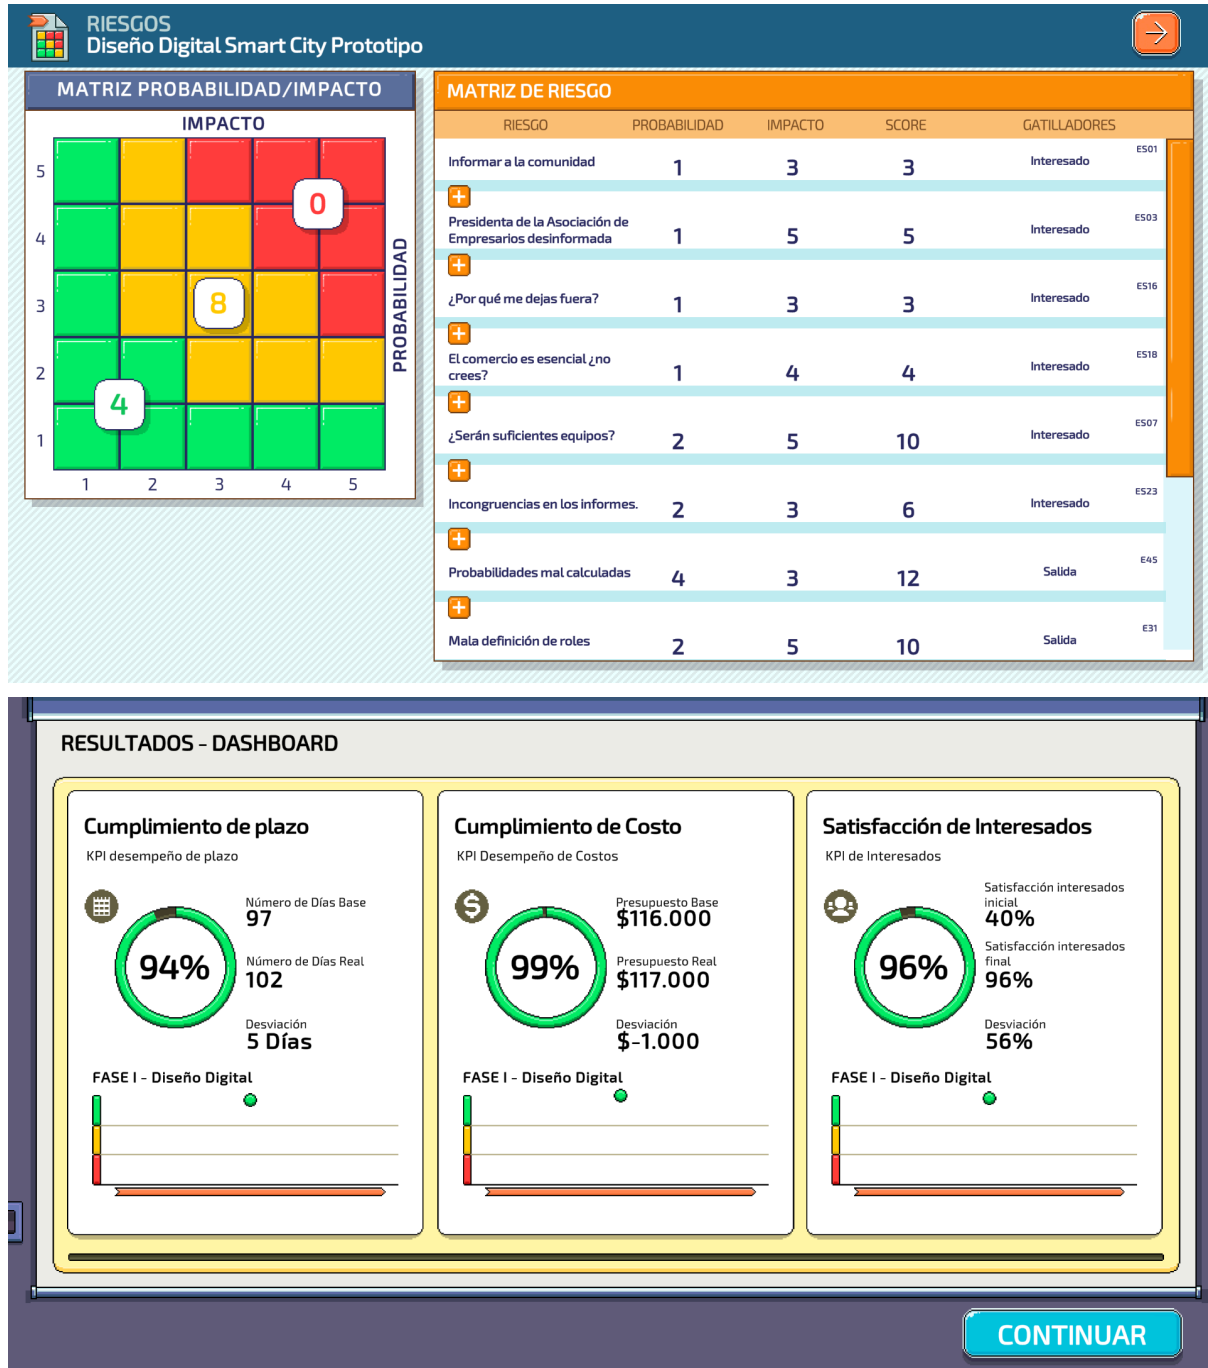 RIESGOS
Diseño Digital Smart City Prototipo
MATRIZ PROBABILIDAD/IMPACTO
IMPACTO
5
4
3
2
1
0
8
4
PROBABILIDAD
1 2 3 4 5
MATRIZ DE RIESGO
RIESGO PROBABILIDAD IMPACTO SCORE GATILLADORES
Informar a la comunidad 1 3 3 Interesado ES01
Presidenta de la Asociación de
Empresarios desinformada 1 5 5 Interesado ES03
¿Por qué me dejas fuera? 1 3 3 Interesado ES16
El comercio es esencial ¿no
crees? 1 4 4 Interesado ES18
¿Serán suficientes equipos? 2 5 10 Interesado ES07
Incongruencias en los informes. 2 3 6 Interesado ES23
Probabilidades mal calculadas 4 3 12 Salida E45
Mala definición de roles 2 5 10 Salida E31
RESULTADOS - DASHBOARD
Cumplimiento de plazo
KPI desempeño de plazo
94%
Número de Días Base
97
Número de Días Real
102
Desviación
5 Días
FASE I - Diseño Digital
Cumplimiento de Costo
KPI Desempeño de Costos
99%
Presupuesto Base
$116.000
Presupuesto Real
$117.000
Desviación
$-1.000
FASE I - Diseño Digital
Satisfacción de Interesados
KPI de Interesados
96%
Satisfacción interesados
inicial
40%
Satisfacción interesados
final
96%
Desviación
56%
FASE I - Diseño Digital
CONTINUAR